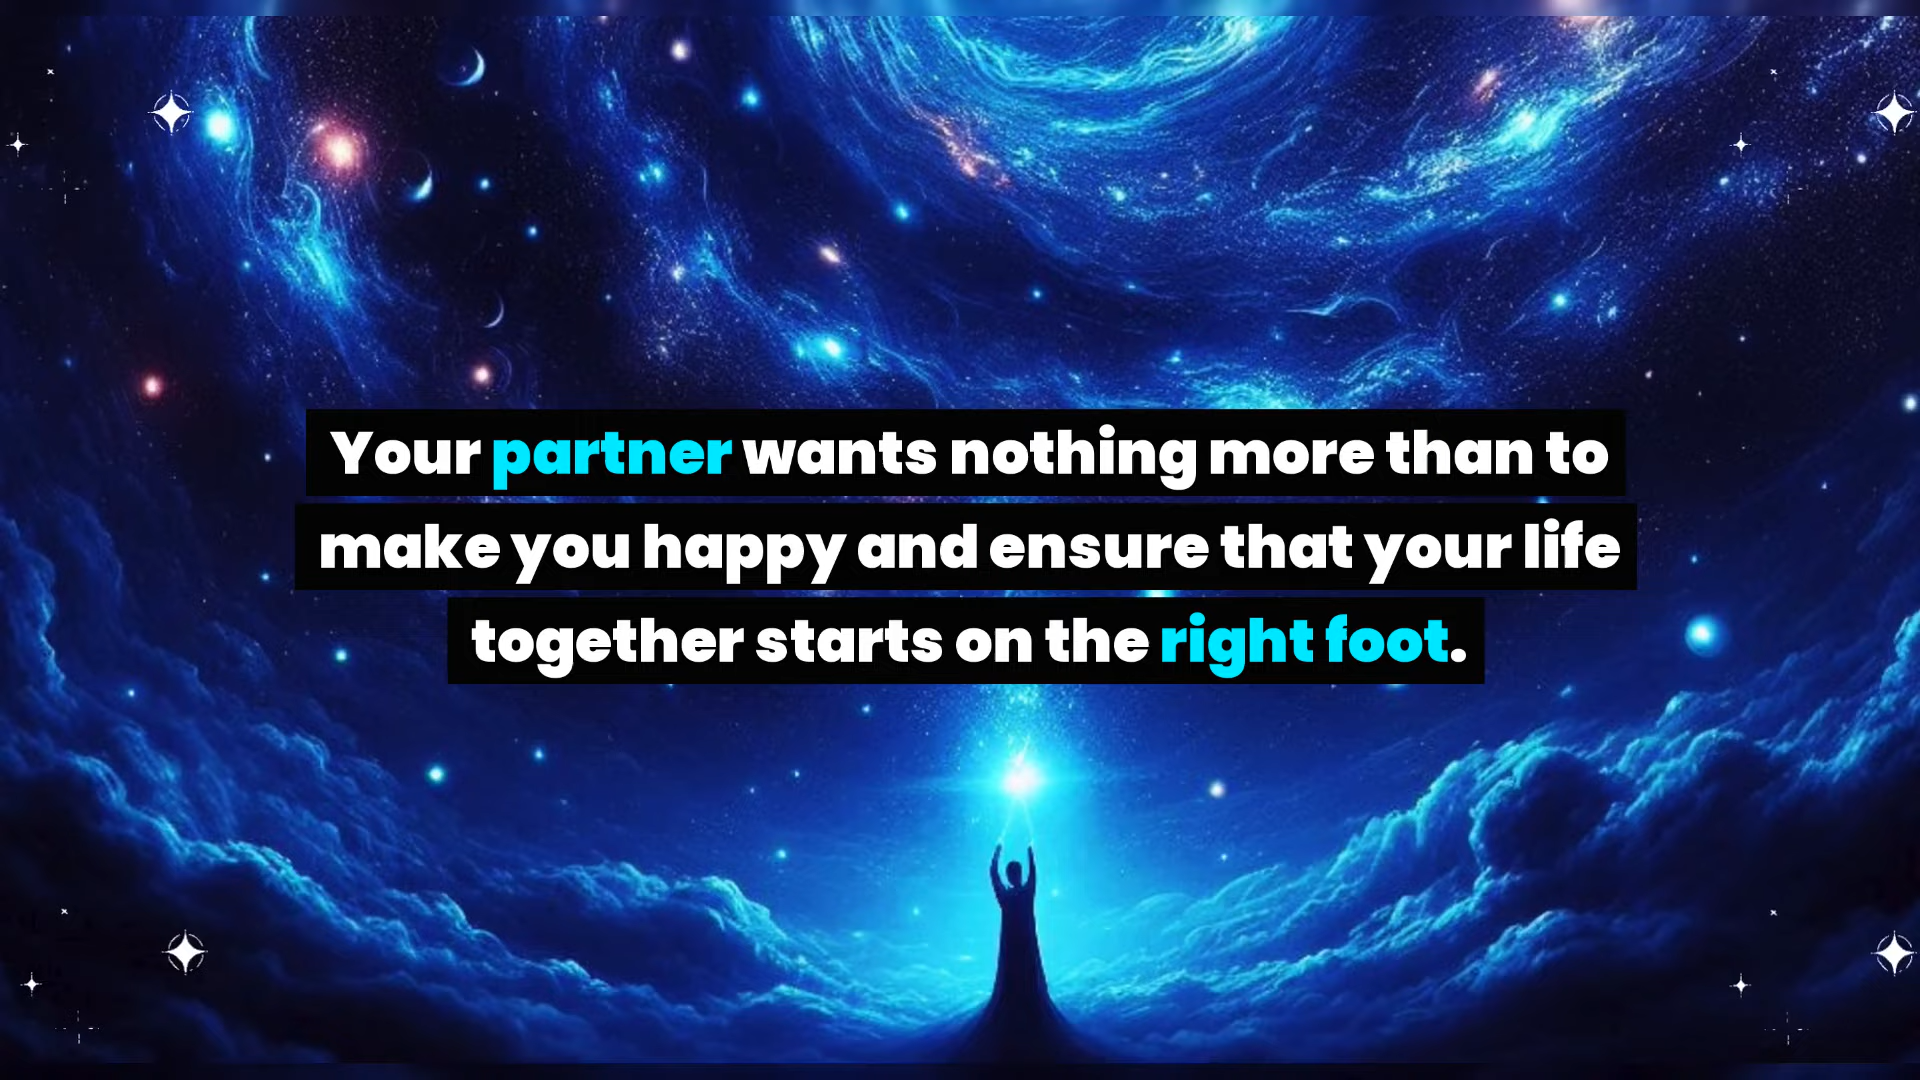 Your partner wants nothing more than to
make you happy and ensure that your life
together starts on the right foot.